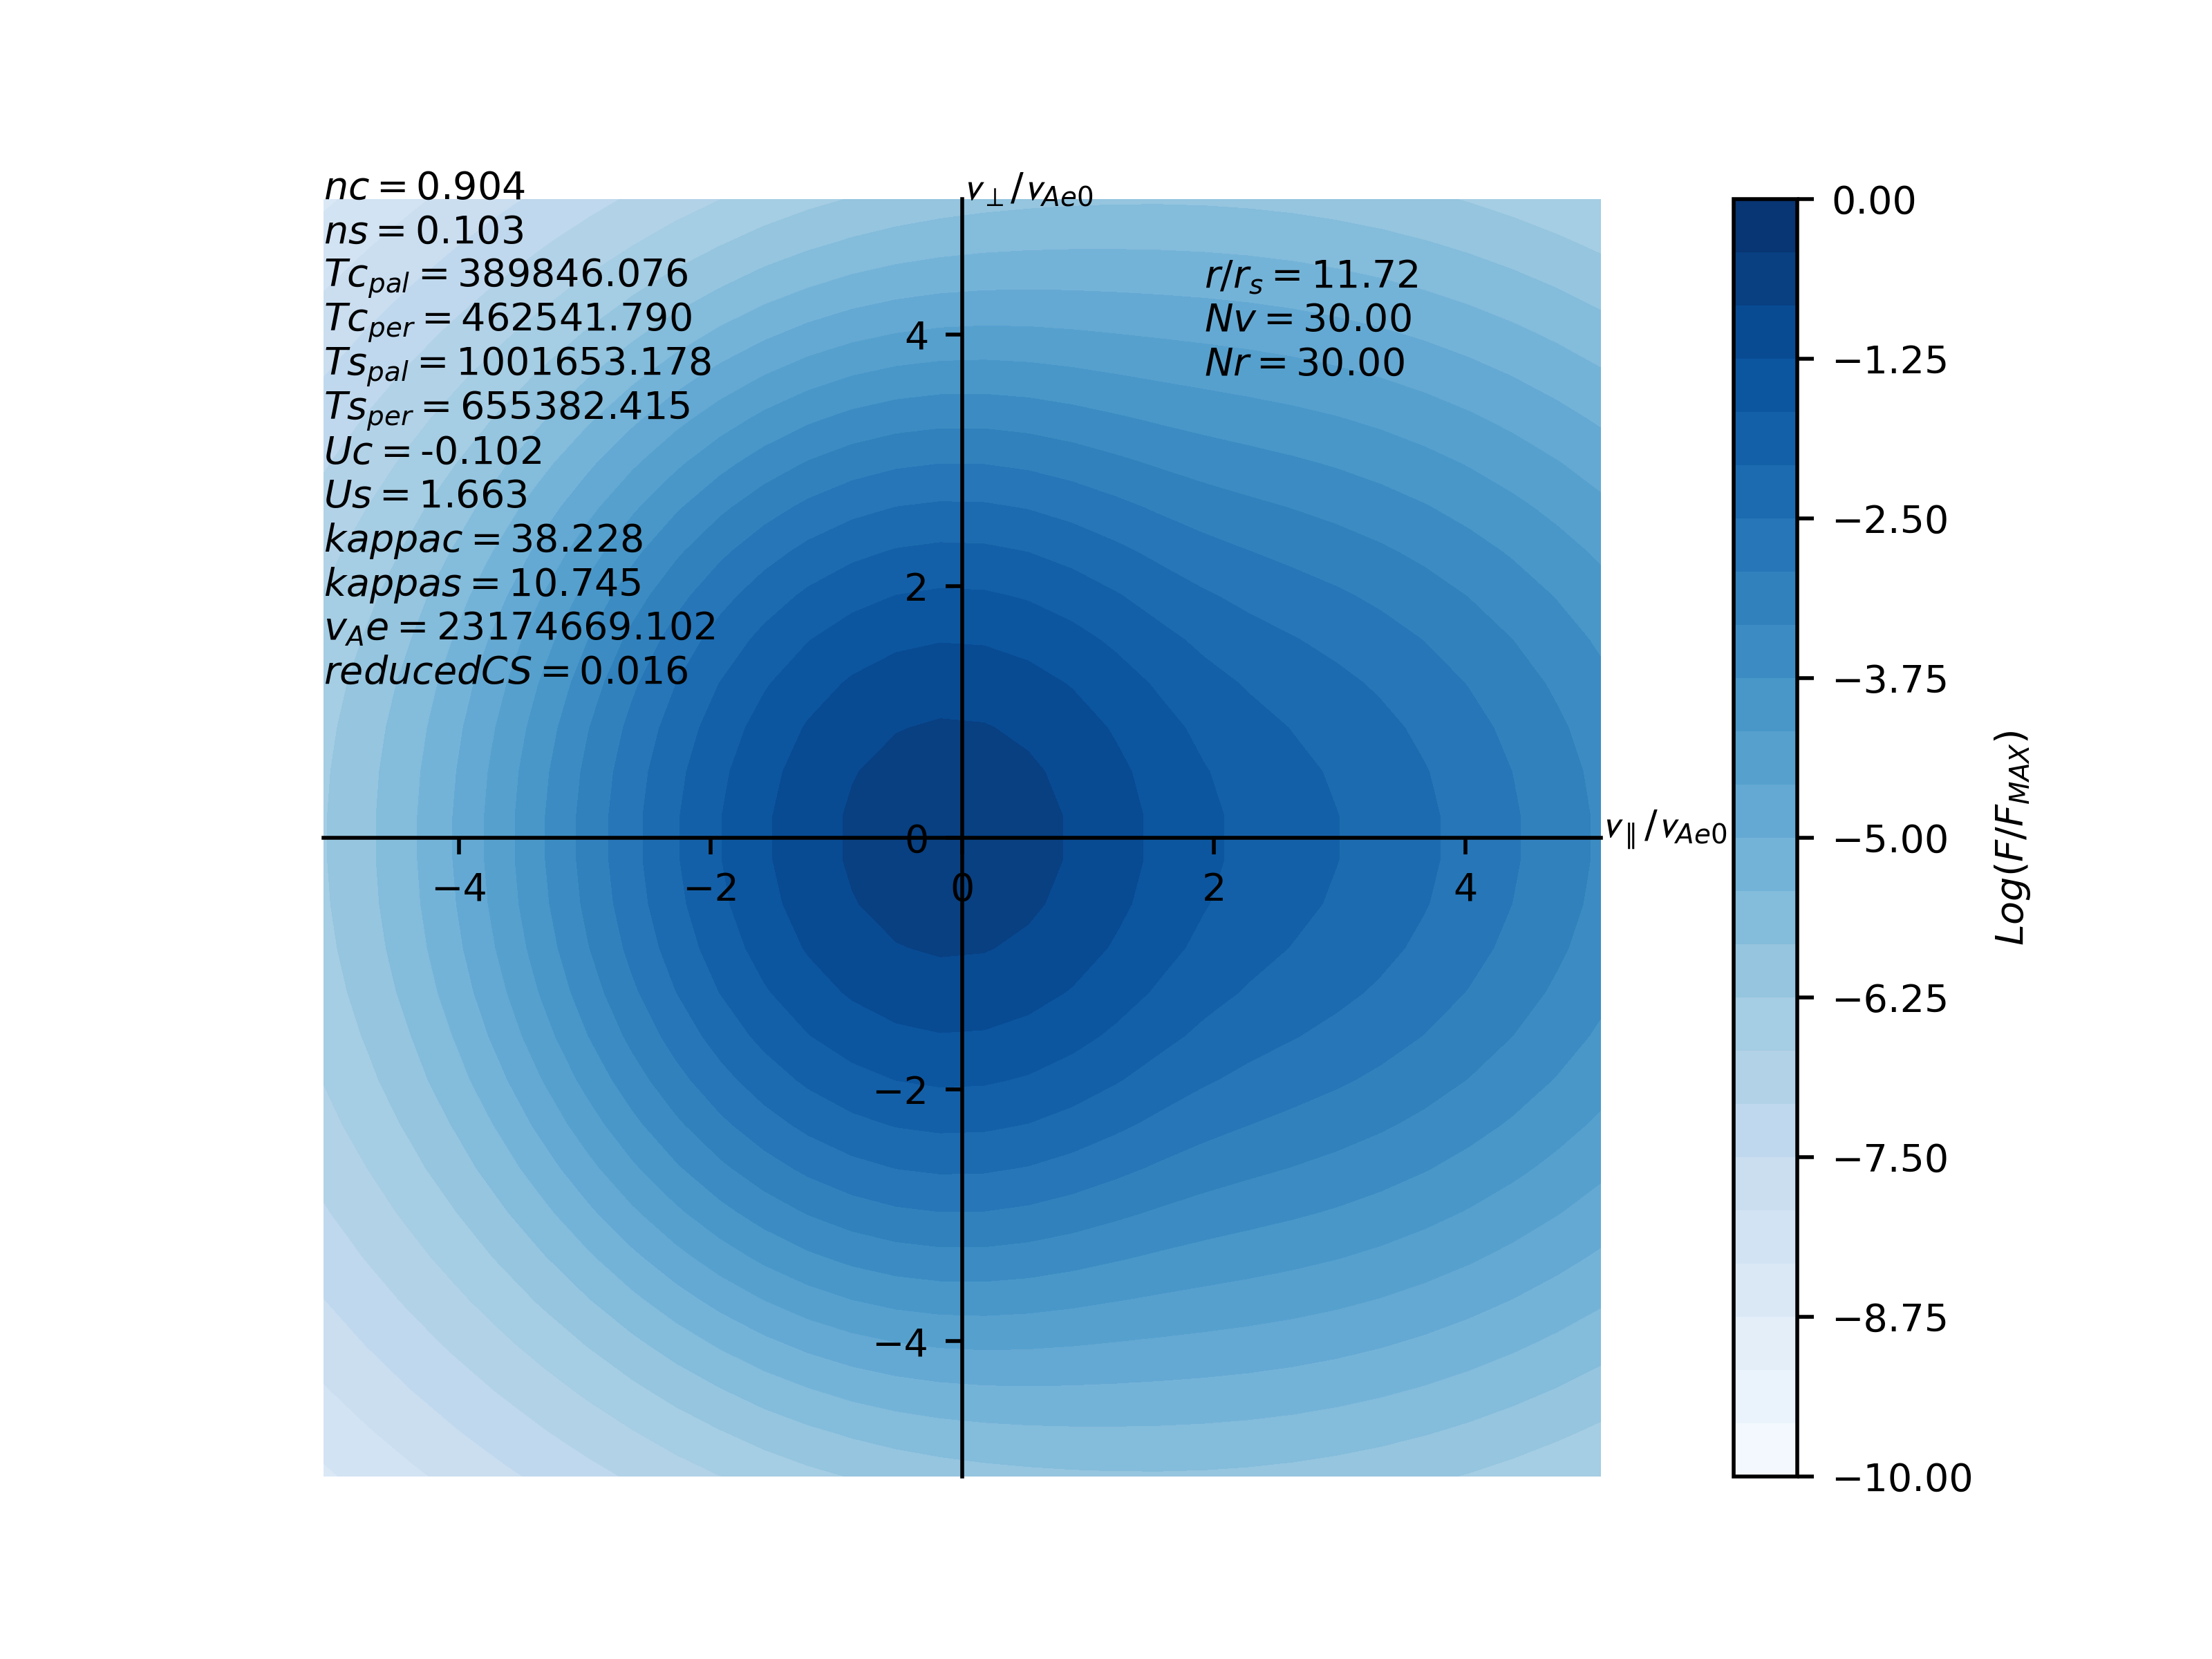 nc = 0.904
ns = 0.103
Tc_pal = 389846.076
Tc_per = 462541.790
Ts_pal = 1001653.178
Ts_per = 655382.415
Uc = -0.102
Us = 1.663
kappac = 38.228
kappas = 10.745
v_Ae = 23174669.102
reducedCS = 0.016
v_⊥/v_Ae0
r/r_s = 11.72
Nv = 30.00
Nr = 30.00
4
2
0
−2
−4
−4
−2
0
2
4
v_∥/v_Ae0
0.00
−1.25
−2.50
−3.75
−5.00
−6.25
−7.50
−8.75
−10.00
Log(F/F_MAX)